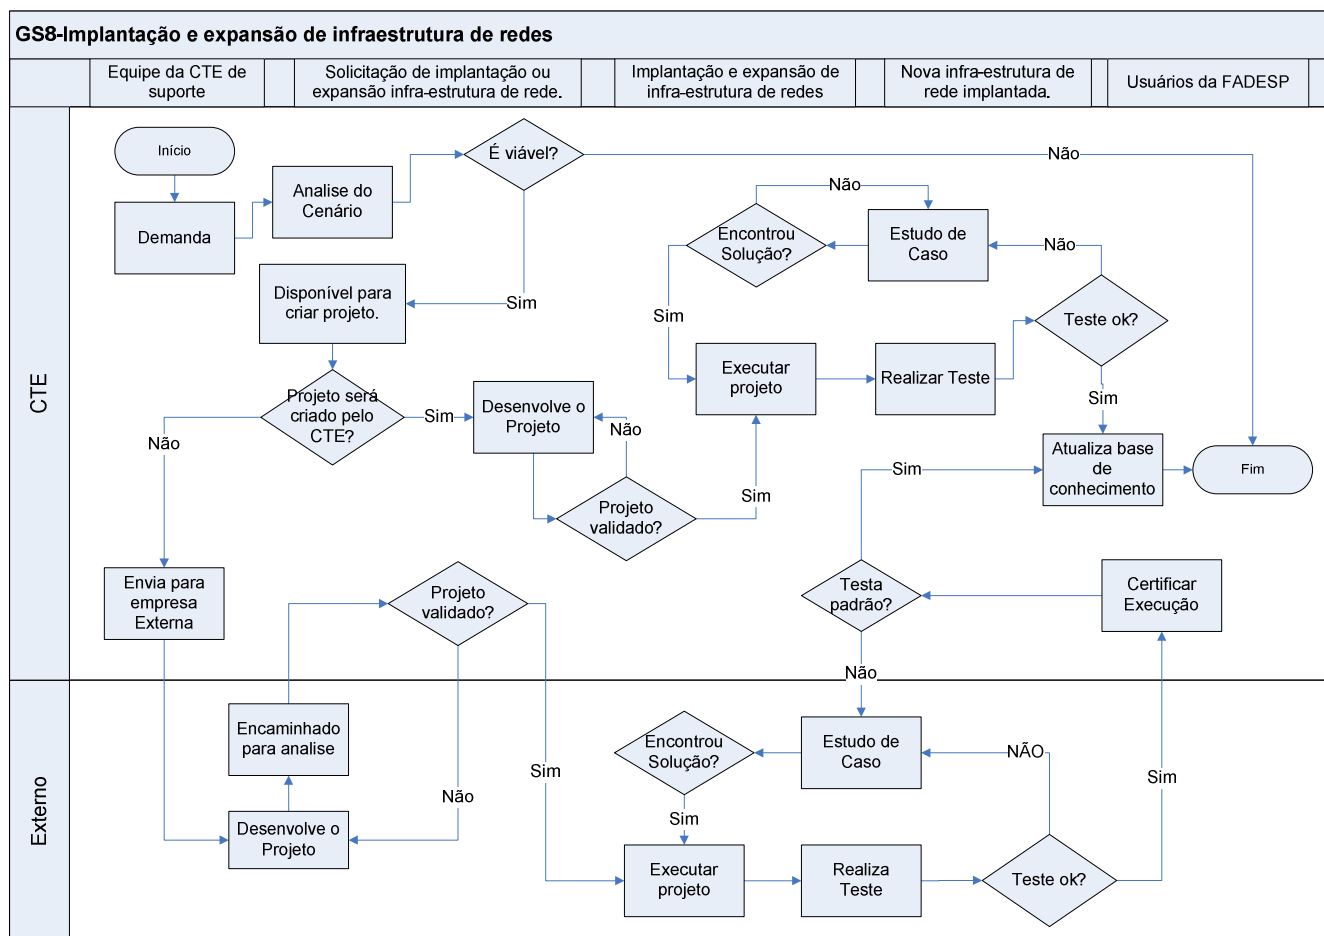 GS8-Implantação e expansão de infraestrutura de redes
Equipe da CTE de
suporte
Solicitação de implantação ou
expansão infra-estrutura de rede.
Implantação e expansão de
infra-estrutura de redes
Nova infra-estrutura de
rede implantada.
Usuários da FADESP
CTE
Início
Demanda
Analise do
Cenário
É viável?
Não
Sim
Disponível para
criar projeto.
Projeto será
criado pelo
CTE?
Não
Sim
Desenvolve o
Projeto
Não
Projeto
validado?
Sim
Encontrou
Solução?
Não
Estudo de
Caso
Não
Sim
Executar
projeto
Realizar Teste
Teste ok?
Sim
Atualiza base
de
conhecimento
Fim
Sim
Envia para
empresa
Externa
Projeto
validado?
Testa
padrão?
Certificar
Execução
Não
Externo
Encaminhado
para analise
Desenvolve o
Projeto
Não
Sim
Encontrou
Solução?
Estudo de
Caso
NÃO
Sim
Sim
Executar
projeto
Realiza
Teste
Teste ok?